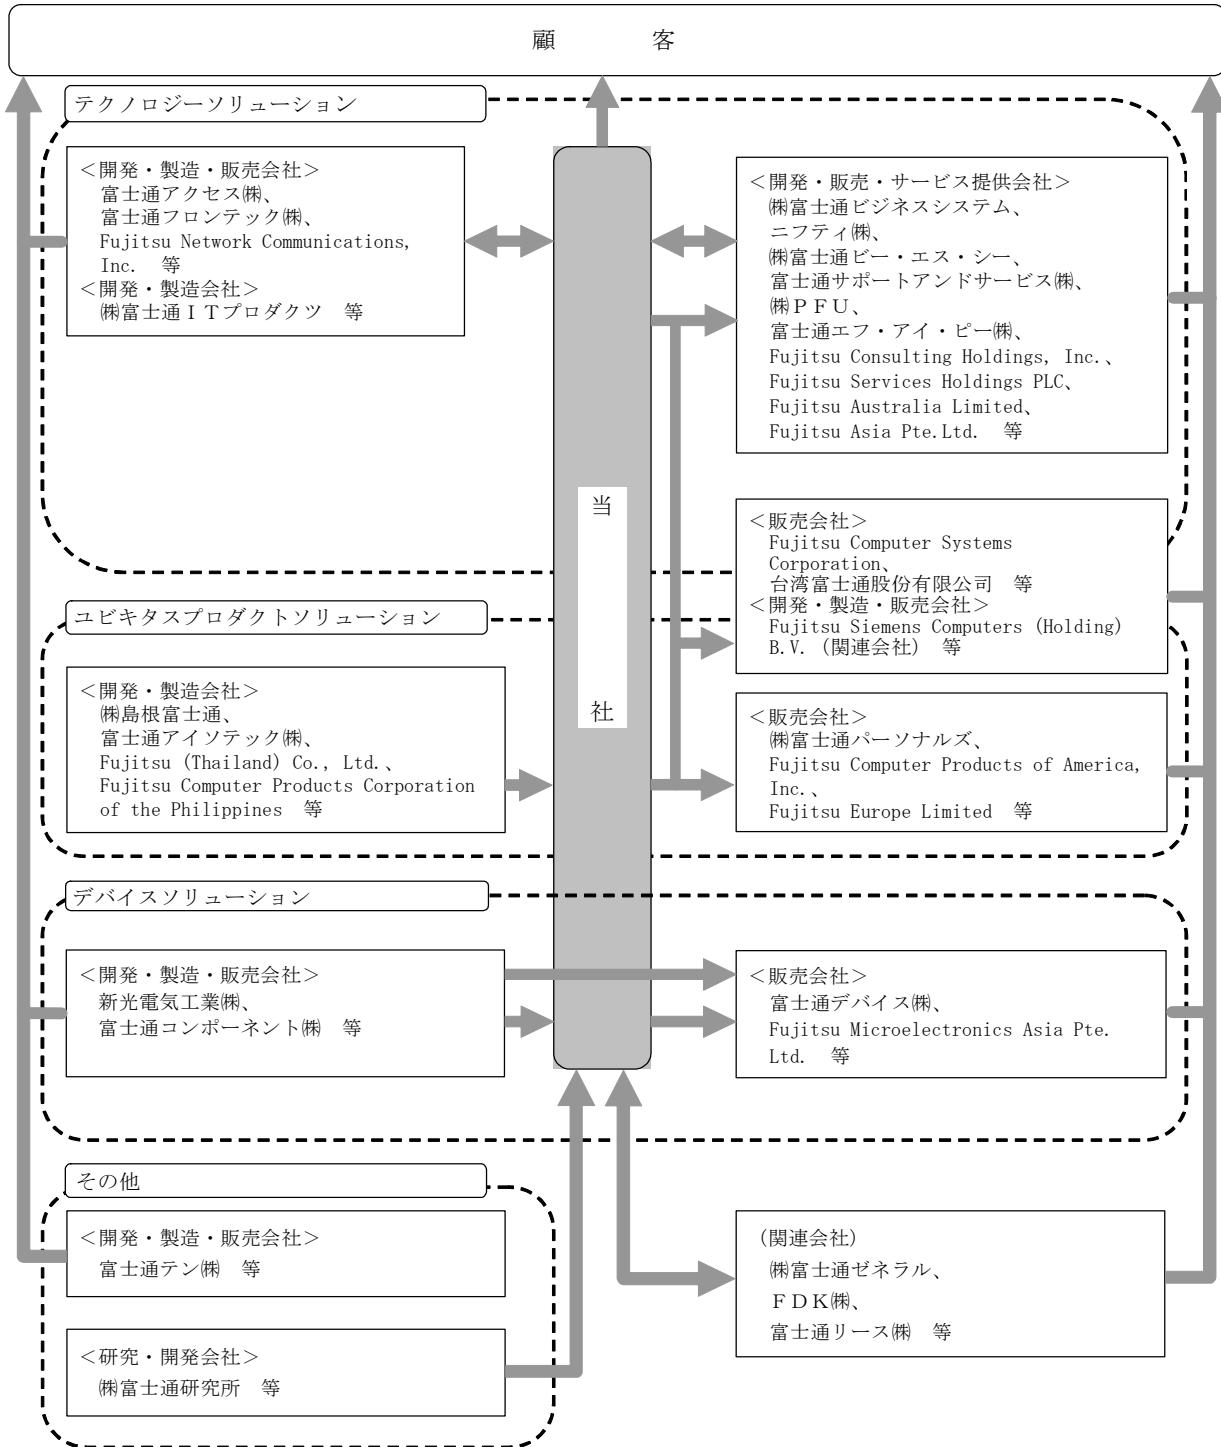 顧　客
テクノロジーソリューション
＜開発・製造・販売会社＞
富士通アクセス㈱、
富士通フロンテック㈱、
Fujitsu Network Communications,
Inc.　等
＜開発・製造会社＞
㈱富士通ＩＴプロダクツ　等
＜開発・販売・サービス提供会社＞
㈱富士通ビジネスシステム、
ニフティ㈱、
㈱富士通ビー・エス・シー、
富士通サポートアンドサービス㈱、
㈱ＰＦＵ、
富士通エフ・アイ・ピー㈱、
Fujitsu Consulting Holdings, Inc.、
Fujitsu Services Holdings PLC、
Fujitsu Australia Limited、
Fujitsu Asia Pte.Ltd.　等
当
社
＜販売会社＞
Fujitsu Computer Systems
Corporation、
台湾富士通股份有限公司　等
＜開発・製造・販売会社＞
Fujitsu Siemens Computers (Holding)
B.V.（関連会社）　等
ユビキタスプロダクトソリューション
＜開発・製造会社＞
㈱島根富士通、
富士通アイソテック㈱、
Fujitsu (Thailand) Co., Ltd.、
Fujitsu Computer Products Corporation
of the Philippines　等
＜販売会社＞
㈱富士通パーソナルズ、
Fujitsu Computer Products of America,
Inc.、
Fujitsu Europe Limited　等
デバイスソリューション
＜開発・製造・販売会社＞
新光電気工業㈱、
富士通コンポーネント㈱　等
＜販売会社＞
富士通デバイス㈱、
Fujitsu Microelectronics Asia Pte.
Ltd.　等
その他
＜開発・製造・販売会社＞
富士通テン㈱　等
＜研究・開発会社＞
㈱富士通研究所　等
（関連会社）
㈱富士通ゼネラル、
ＦＤＫ㈱、
富士通リース㈱　等